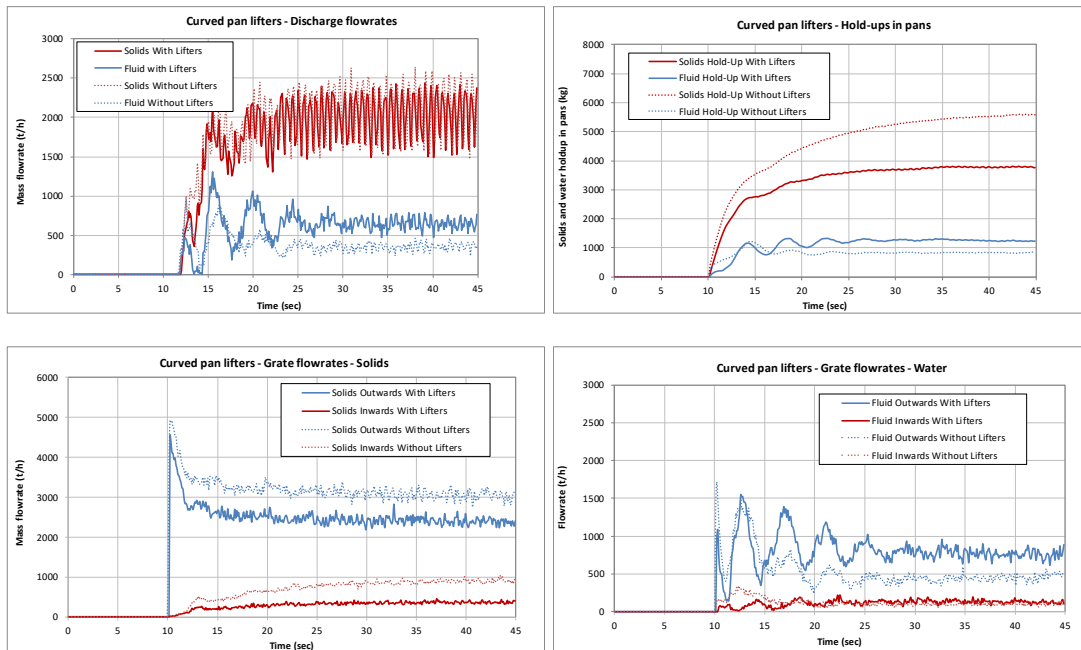 Curved pan lifters - Discharge flowrates
3000
2500
2000
1500
1000
500
0
Mass flowrate (t/h)
Solids With Lifters
Fluid with Lifters
Solids Without Lifters
Fluid Without Lifters
0 5 10 15 20 25 30 35 40 45
Time (sec)
Curved pan lifters - Hold-ups in pans
8000
7000
6000
5000
4000
3000
2000
1000
0
Solids and water holdup in pans (kg)
Solids Hold-Up With Lifters
Fluid Hold-Up With Lifters
Solids Hold-Up Without Lifters
Fluid Hold-Up Without Lifters
0 5 10 15 20 25 30 35 40 45
Time (sec)
Curved pan lifters - Grate flowrates - Solids
6000
5000
4000
3000
2000
1000
0
Mass flowrate (t/h)
Solids Outwards With Lifters
Solids Inwards With Lifters
Solids Outwards Without Lifters
Solids Inwards Without Lifters
0 5 10 15 20 25 30 35 40 45
Time (sec)
Curved pan lifters - Grate flowrates - Water
3000
2500
2000
1500
1000
500
0
Flowrate (t/h)
Fluid Outwards With Lifters
Fluid Inwards With Lifters
Fluid Outwards Without Lifters
Fluid Inwards Without Lifters
0 5 10 15 20 25 30 35 40 45
Time (sec)